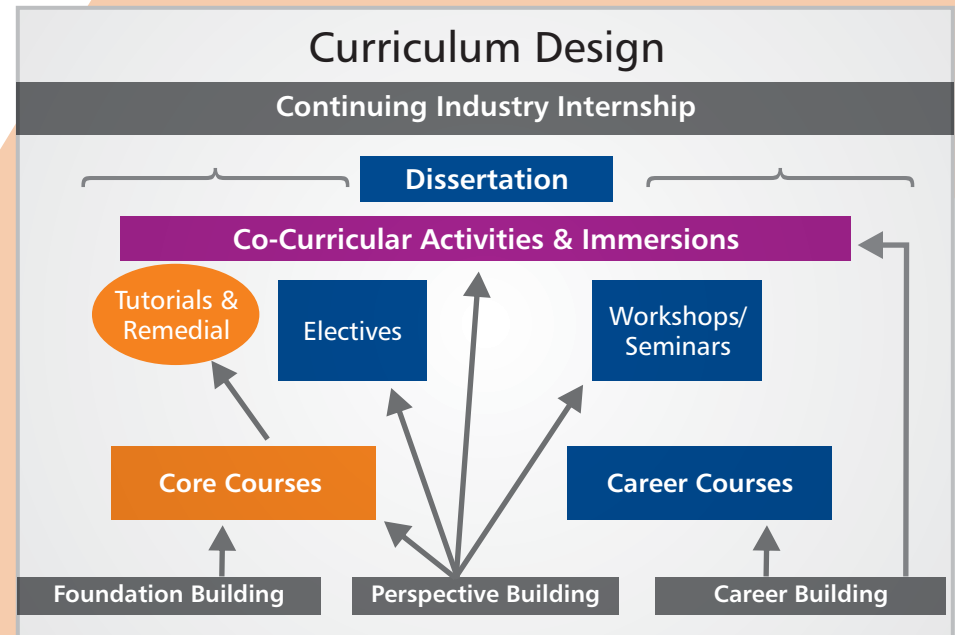 Curriculum Design
Continuing Industry Internship
Dissertation
Co-Curricular Activities & Immersions
Tutorials &
Remedial
Electives
Workshops/
Seminars
Core Courses
Career Courses
Foundation Building
Perspective Building
Career Building